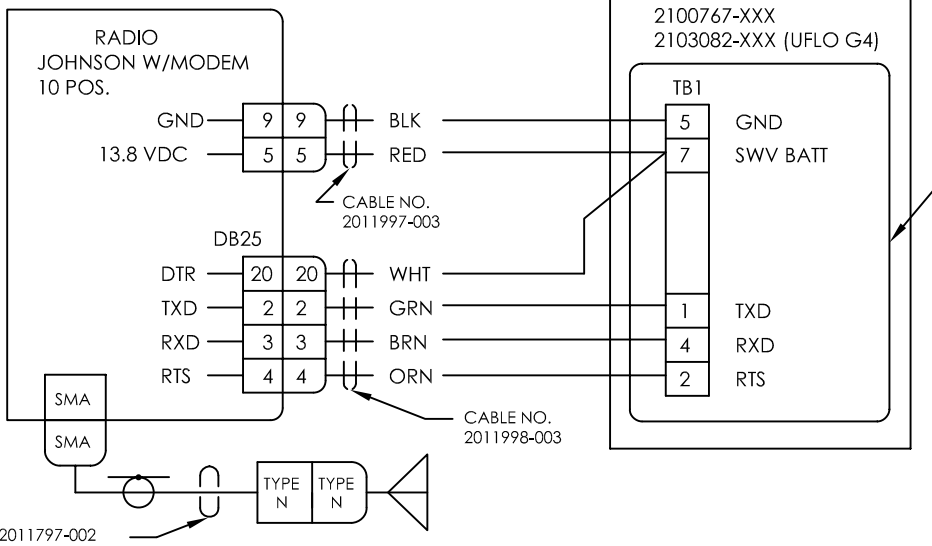 RADIO
JOHNSON W/MODEM
10 POS.
2100767-XXX
2103082-XXX (UFLO G4)
TB1
GND 9 9 BLK 5 GND
13.8 VDC 5 5 RED 7 SWV BATT
CABLE NO.
2011997-003
DB25
DTR 20 20 WHT
TXD 2 2 GRN 1 TXD
RXD 3 3 BRN 4 RXD
RTS 4 4 ORN 2 RTS
CABLE NO.
2011998-003
SMA
SMA
TYPE N
TYPE N
2011797-002